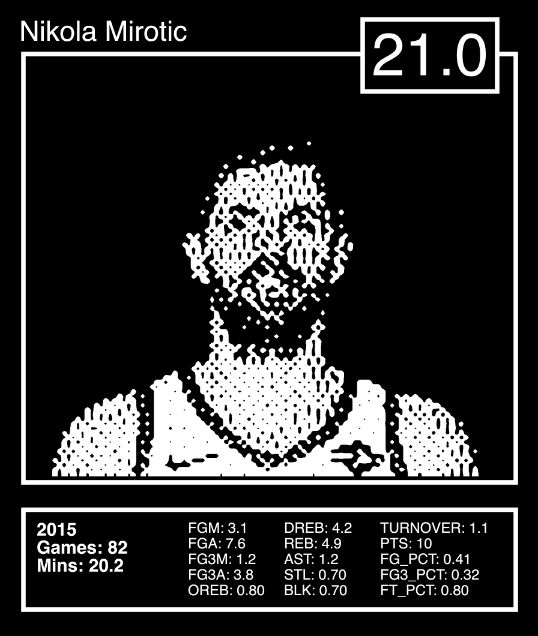 Nikola Mirotic
21.0
2015
Games: 82
Mins: 20.2
FGM: 3.1
FGA: 7.6
FG3M: 1.2
FG3A: 3.8
OREB: 0.80
DREB: 4.2
REB: 4.9
AST: 1.2
STL: 0.70
BLK: 0.70
TURNOVER: 1.1
PTS: 10
FG_PCT: 0.41
FG3_PCT: 0.32
FT_PCT: 0.80